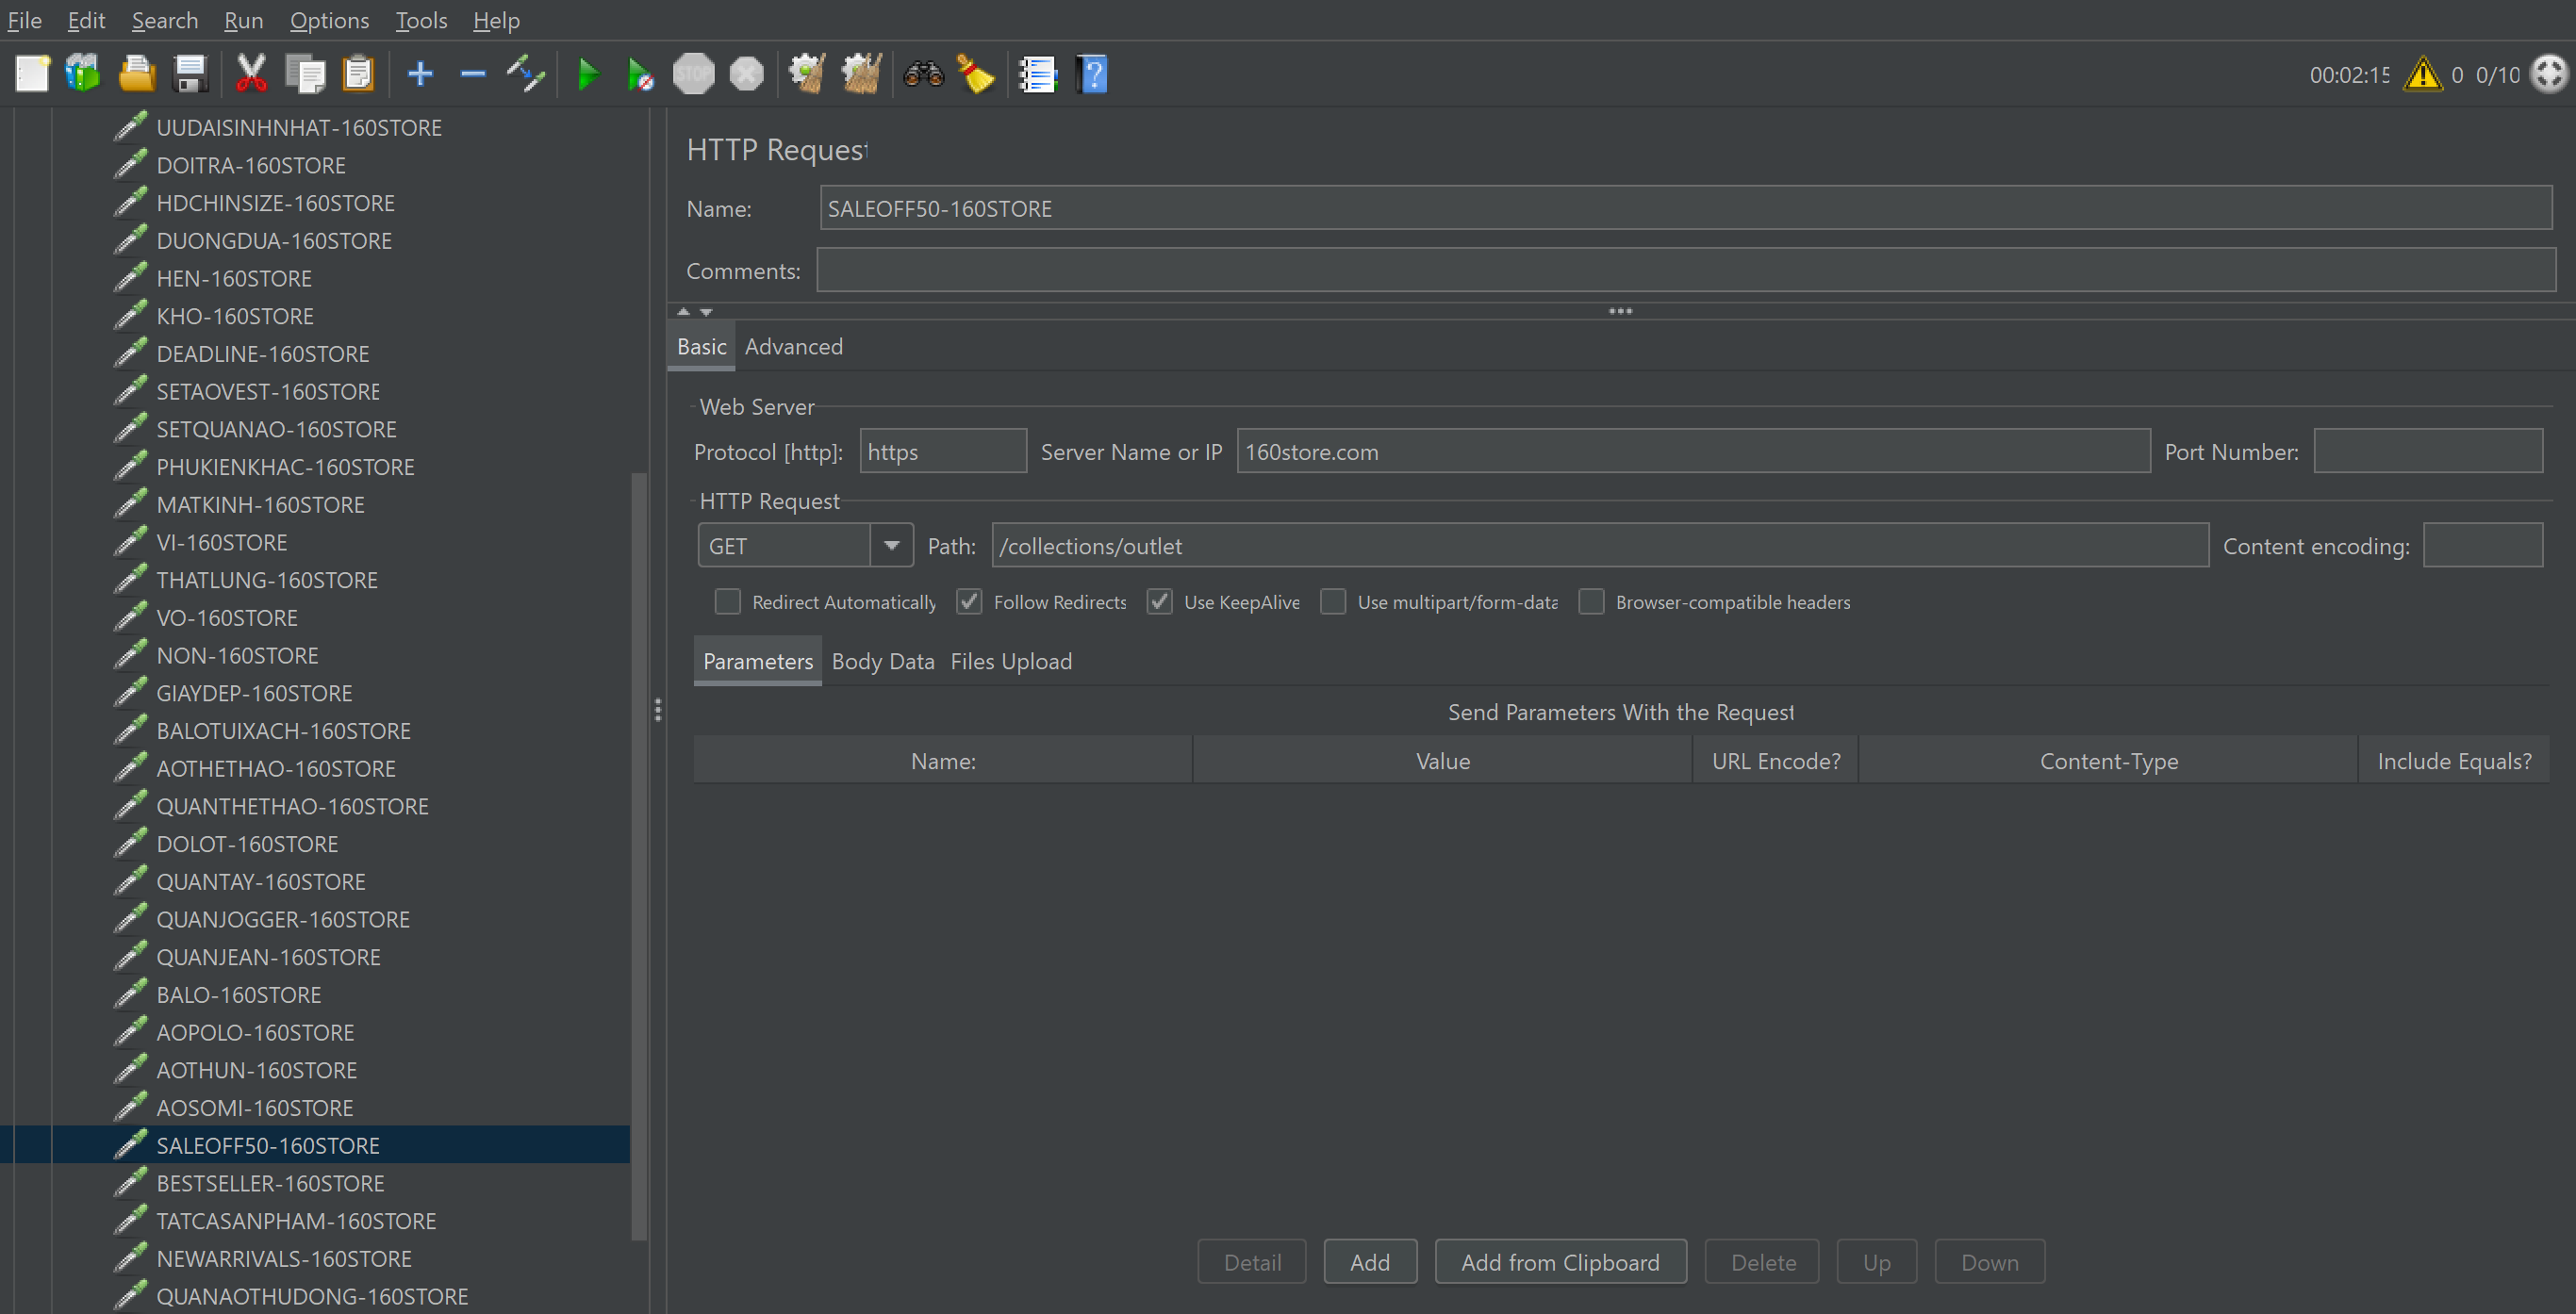 File Edit Search Run Options Tools Help
STOP
?
00:02:15 0 0/10
UUDAISINHNHAT-160STORE
DOITRA-160STORE
HDCHINSIZE-160STORE
DUONGDUA-160STORE
HEN-160STORE
KHO-160STORE
DEADLINE-160STORE
SETAOVEST-160STORE
SETQUANAO-160STORE
PHUKIENKHAC-160STORE
MATKINH-160STORE
VI-160STORE
THATLUNG-160STORE
VO-160STORE
NON-160STORE
GIAYDEP-160STORE
BALOTUIXACH-160STORE
AOTHETHAO-160STORE
QUANTHETHAO-160STORE
DOLOT-160STORE
QUANTAY-160STORE
QUANJOGGER-160STORE
QUANJEAN-160STORE
BALO-160STORE
AOPOLO-160STORE
AOTHUN-160STORE
AOSOMI-160STORE
SALEOFF50-160STORE
BESTSELLER-160STORE
TATCASANPHAM-160STORE
NEWARRIVALS-160STORE
QUANAOTHUDONG-160STORE
HTTP Request
Name: SALEOFF50-160STORE
Comments:
Basic Advanced
Web Server
Protocol [http]: https Server Name or IP 160store.com Port Number:
HTTP Request
GET Path: /collections/outlet Content encoding:
Redirect Automatically Follow Redirects Use KeepAlive Use multipart/form-data Browser-compatible headers
Parameters Body Data Files Upload
Send Parameters With the Request
Name: Value URL Encode? Content-Type Include Equals?
Detail Add Add from Clipboard Delete Up Down